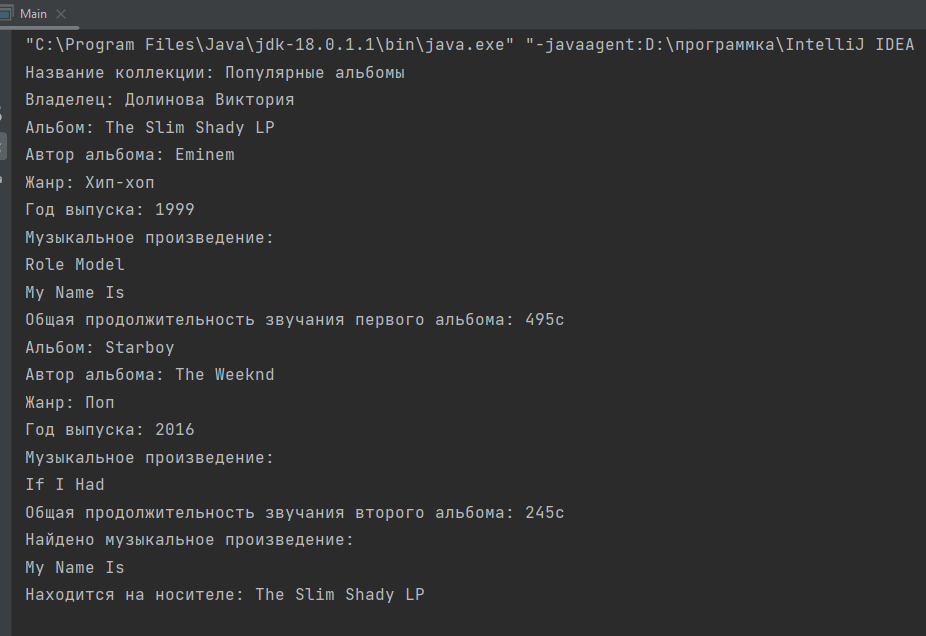 Main
"C:\Program Files\Java\jdk-18.0.1.1\bin\java.exe" "-javaagent:D:\программка\IntelliJ IDEA
Название коллекции: Популярные альбомы
Владелец: Долинова Виктория
Альбом: The Slim Shady LP
Автор альбома: Eminem
Жанр: Хип-хоп
Год выпуска: 1999
Музыкальное произведение:
Role Model
My Name Is
Общая продолжительность звучания первого альбома: 495с
Альбом: Starboy
Автор альбома: The Weeknd
Жанр: Поп
Год выпуска: 2016
Музыкальное произведение:
If I Had
Общая продолжительность звучания второго альбома: 245с
Найдено музыкальное произведение:
My Name Is
Находится на носителе: The Slim Shady LP